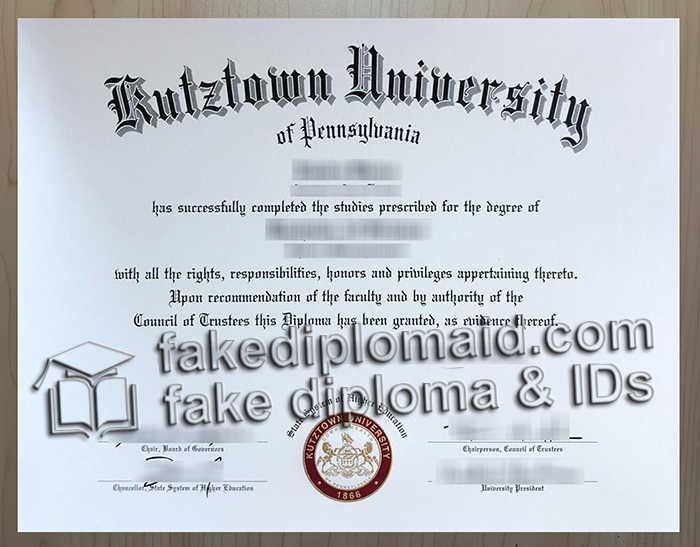 Kutztown University
of Pennsylvania
has successfully completed the studies prescribed for the degree of
with all the rights, responsibilities, honors and privileges appertaining thereto.
Upon recommendation of the faculty and by authority of the
Council of Trustees this Diploma has been granted, as evidence thereof.
fakediplomaid.com
fake diploma & IDs
State System of Higher Education
KUTZTOWN UNIVERSITY
1866
Chair, Board of Governors
Chairperson, Council of Trustees
Chancellor, State System of Higher Education
University President